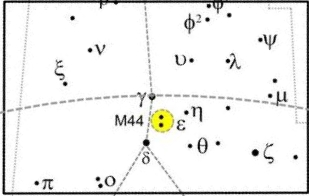 φ
φ²
ψ
ν
υ
λ
ξ
γ
μ
M44
ε
η
δ
θ
ζ
π
ο